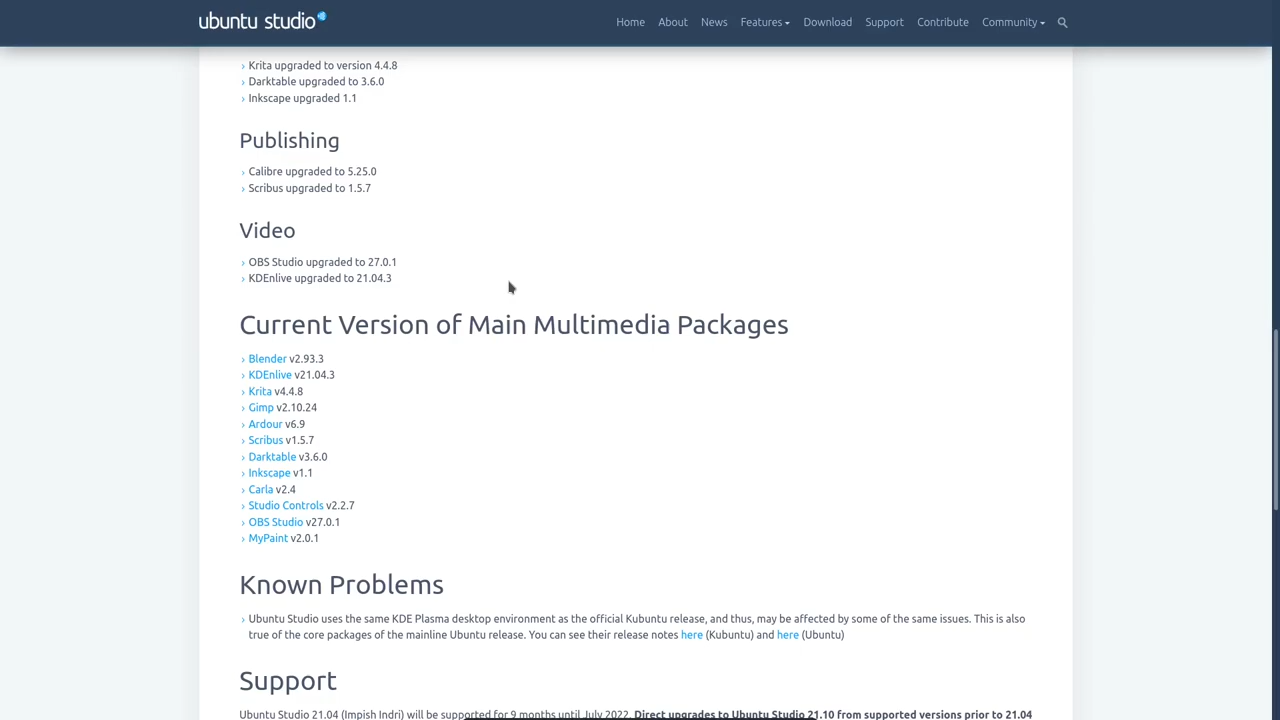 ubuntu studio
Home About News Features Download Support Contribute Community
Krita upgraded to version 4.4.8
Darktable upgraded to 3.6.0
Inkscape upgraded 1.1
Publishing
Calibre upgraded to 5.25.0
Scribus upgraded to 1.5.7
Video
OBS Studio upgraded to 27.0.1
KDEnlive upgraded to 21.04.3
Current Version of Main Multimedia Packages
Blender v2.93.3
KDEnlive v21.04.3
Krita v4.4.8
Gimp v2.10.24
Ardour v6.9
Scribus v1.5.7
Darktable v3.6.0
Inkscape v1.1
Carla v2.4
Studio Controls v2.2.7
OBS Studio v27.0.1
MyPaint v2.0.1
Known Problems
Ubuntu Studio uses the same KDE Plasma desktop environment as the official Kubuntu release, and thus, may be affected by some of the same issues. This is also
true of the core packages of the mainline Ubuntu release. You can see their release notes here (Kubuntu) and here (Ubuntu)
Support
Ubuntu Studio 21.04 (Impish Indri) will be supported for 9 months until July 2022. Direct upgrades to Ubuntu Studio 21.10 from supported versions prior to 21.04